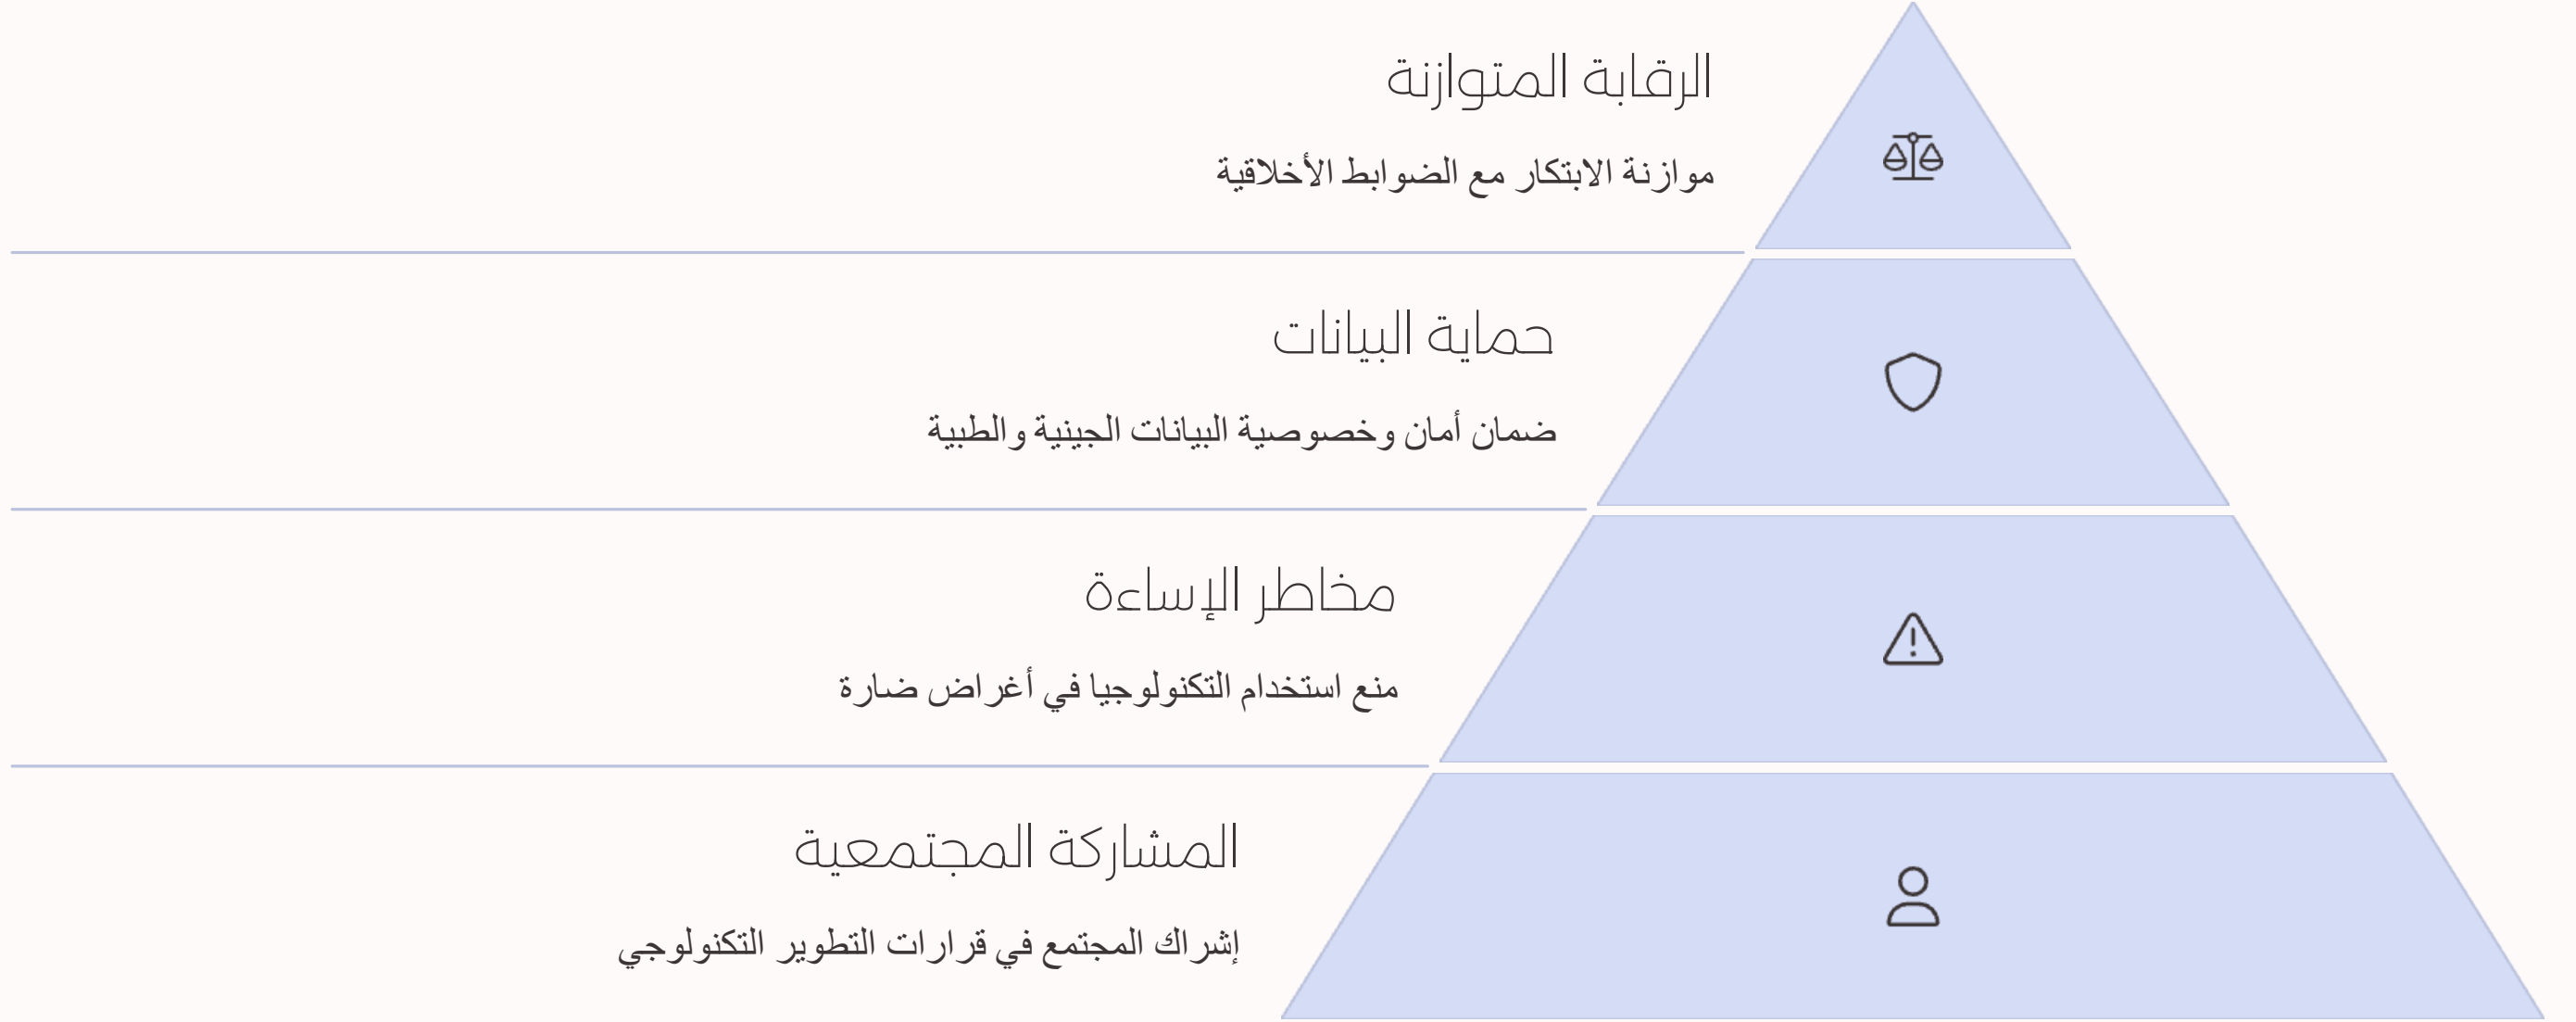 الرقابة المتوازنة
موازنة الابتكار مع الضوابط الأخلاقية
حماية البيانات
ضمان أمان وخصوصية البيانات الجينية والطبية
مخاطر الإساءة
منع استخدام التكنولوجيا في أغراض ضارة
المشاركة المجتمعية
إشراك المجتمع في قرارات التطوير التكنولوجي